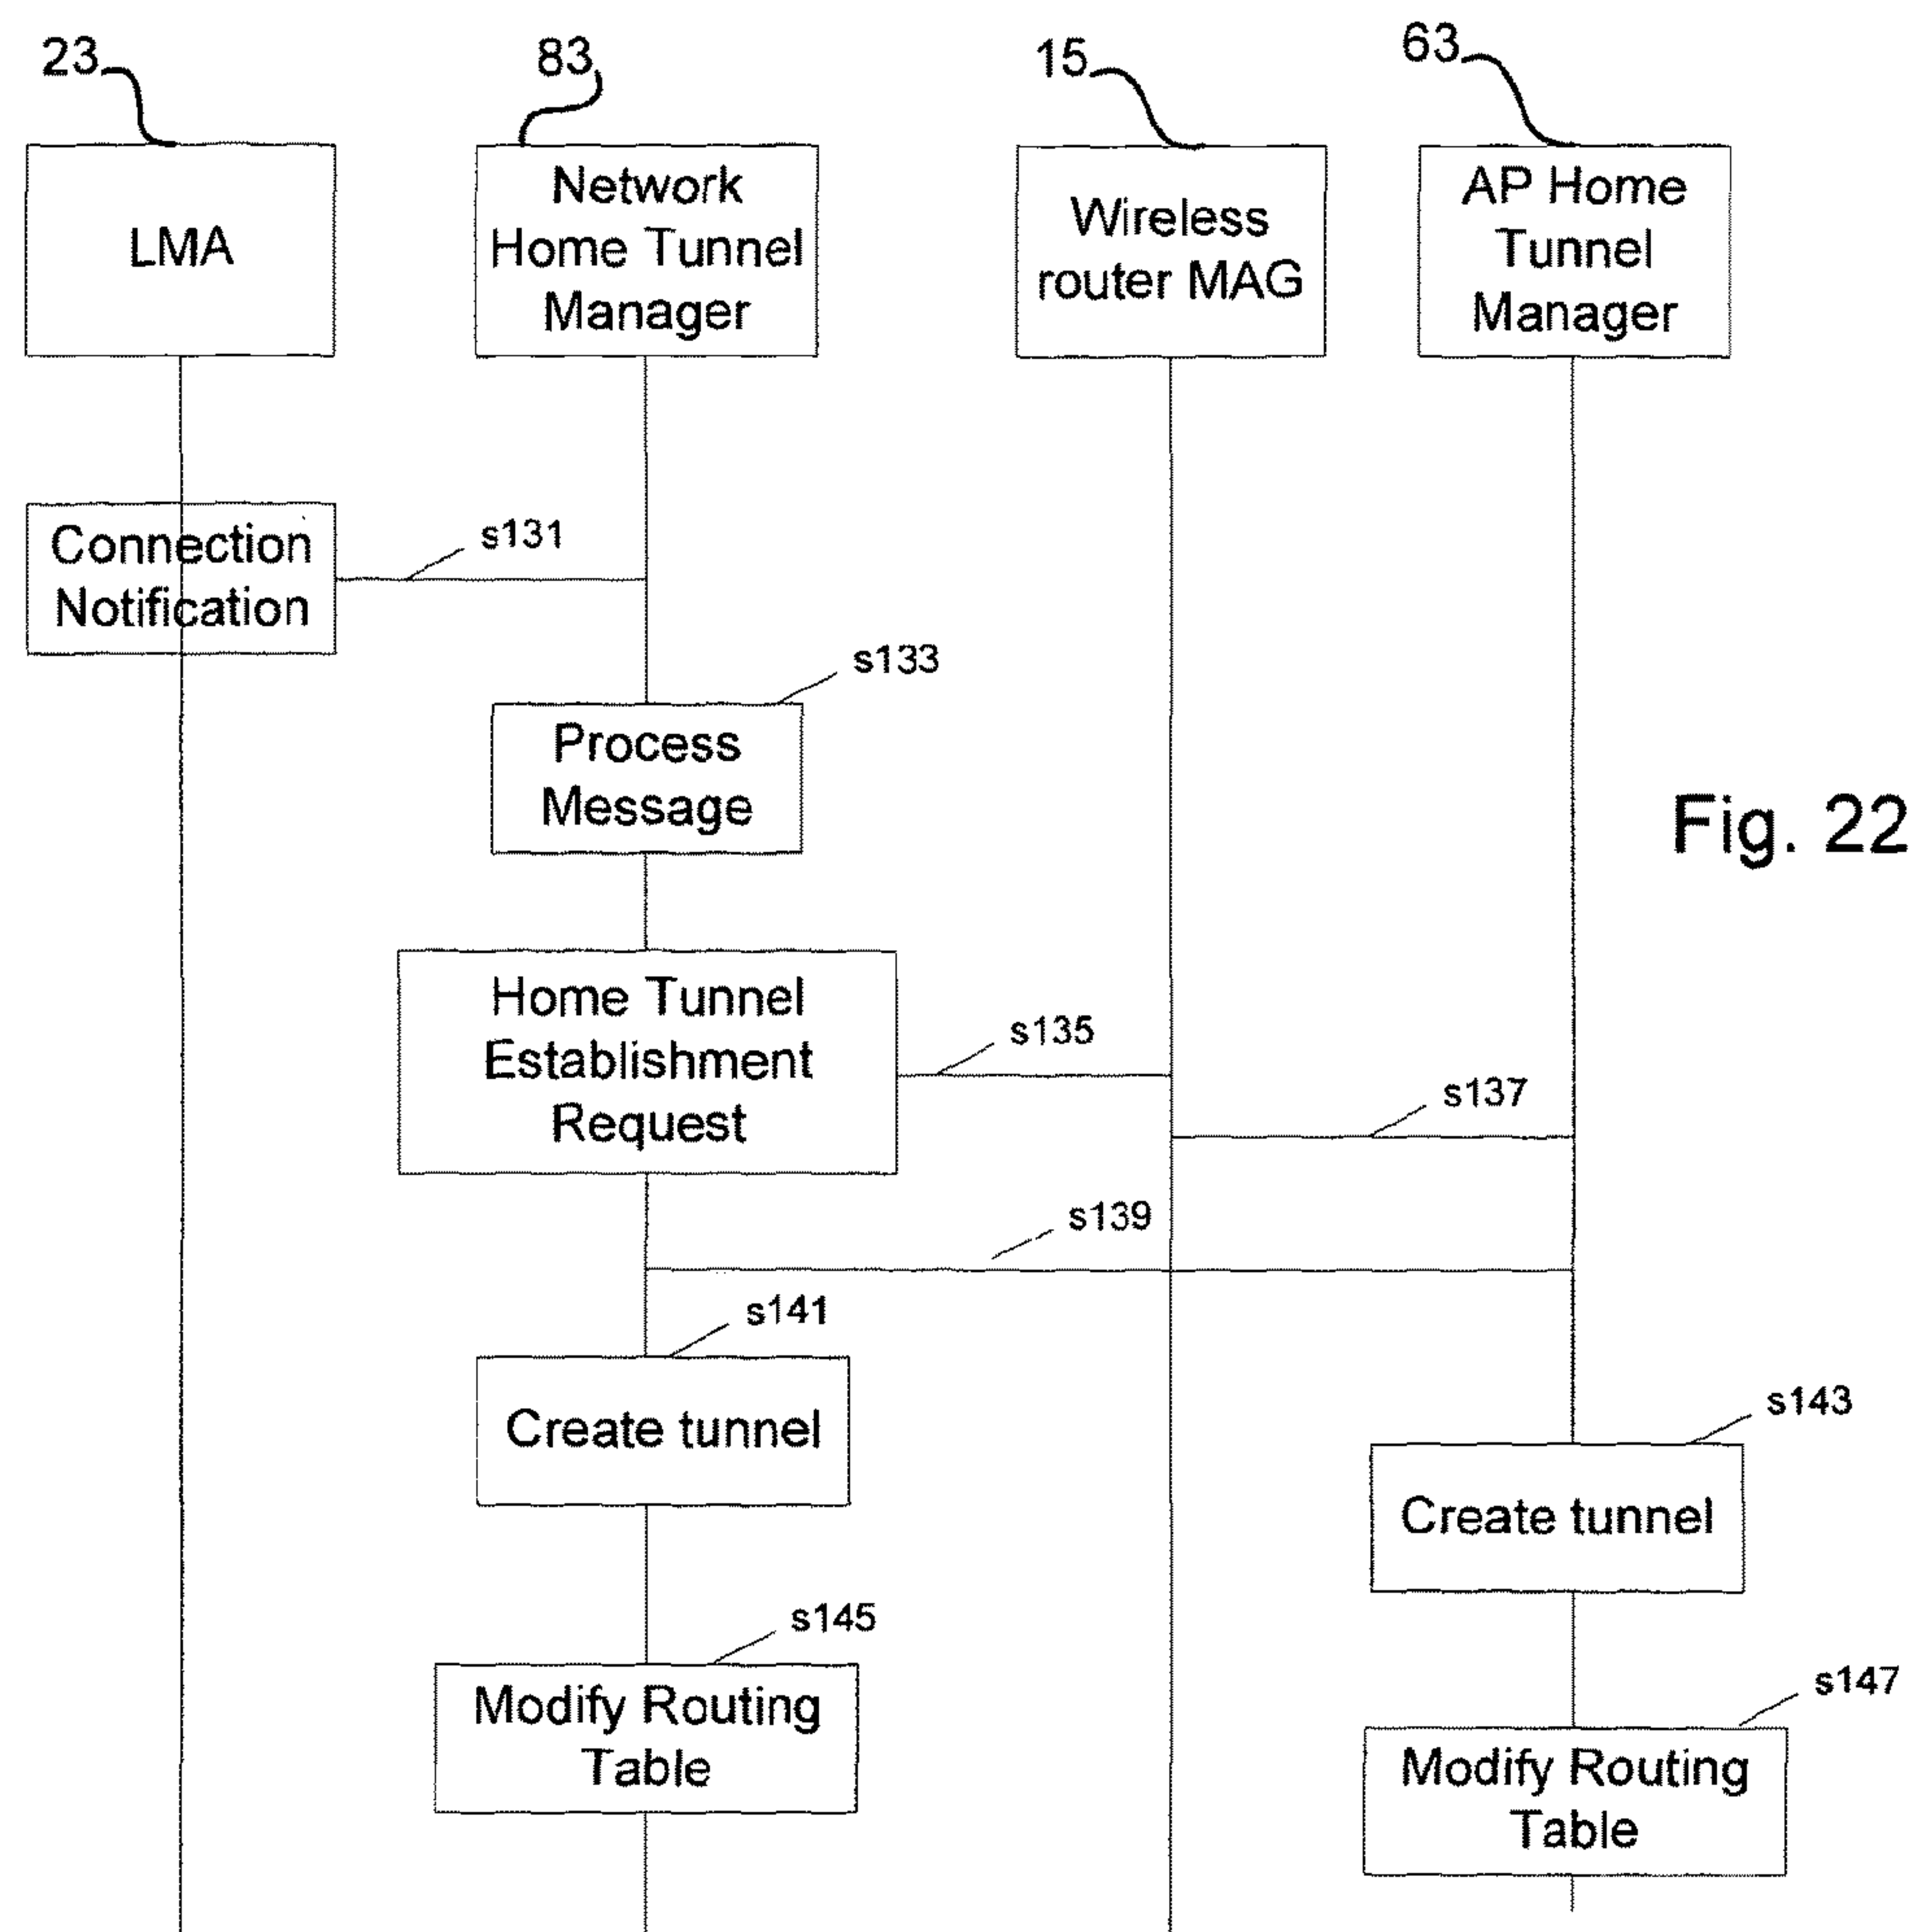 23
83
15
63
LMA
Network
Home Tunnel
Manager
Wireless
router MAG
AP Home
Tunnel
Manager
Connection
Notification
s131
s133
Process
Message
Fig. 22
Home Tunnel
Establishment
Request
s135
s137
s139
s141
Create tunnel
s143
Create tunnel
s145
Modify Routing
Table
s147
Modify Routing
Table